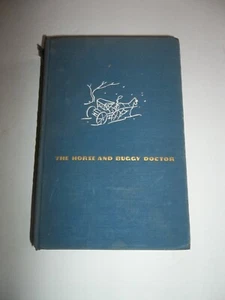 THE HORSE AND BUGGY DOCTOR